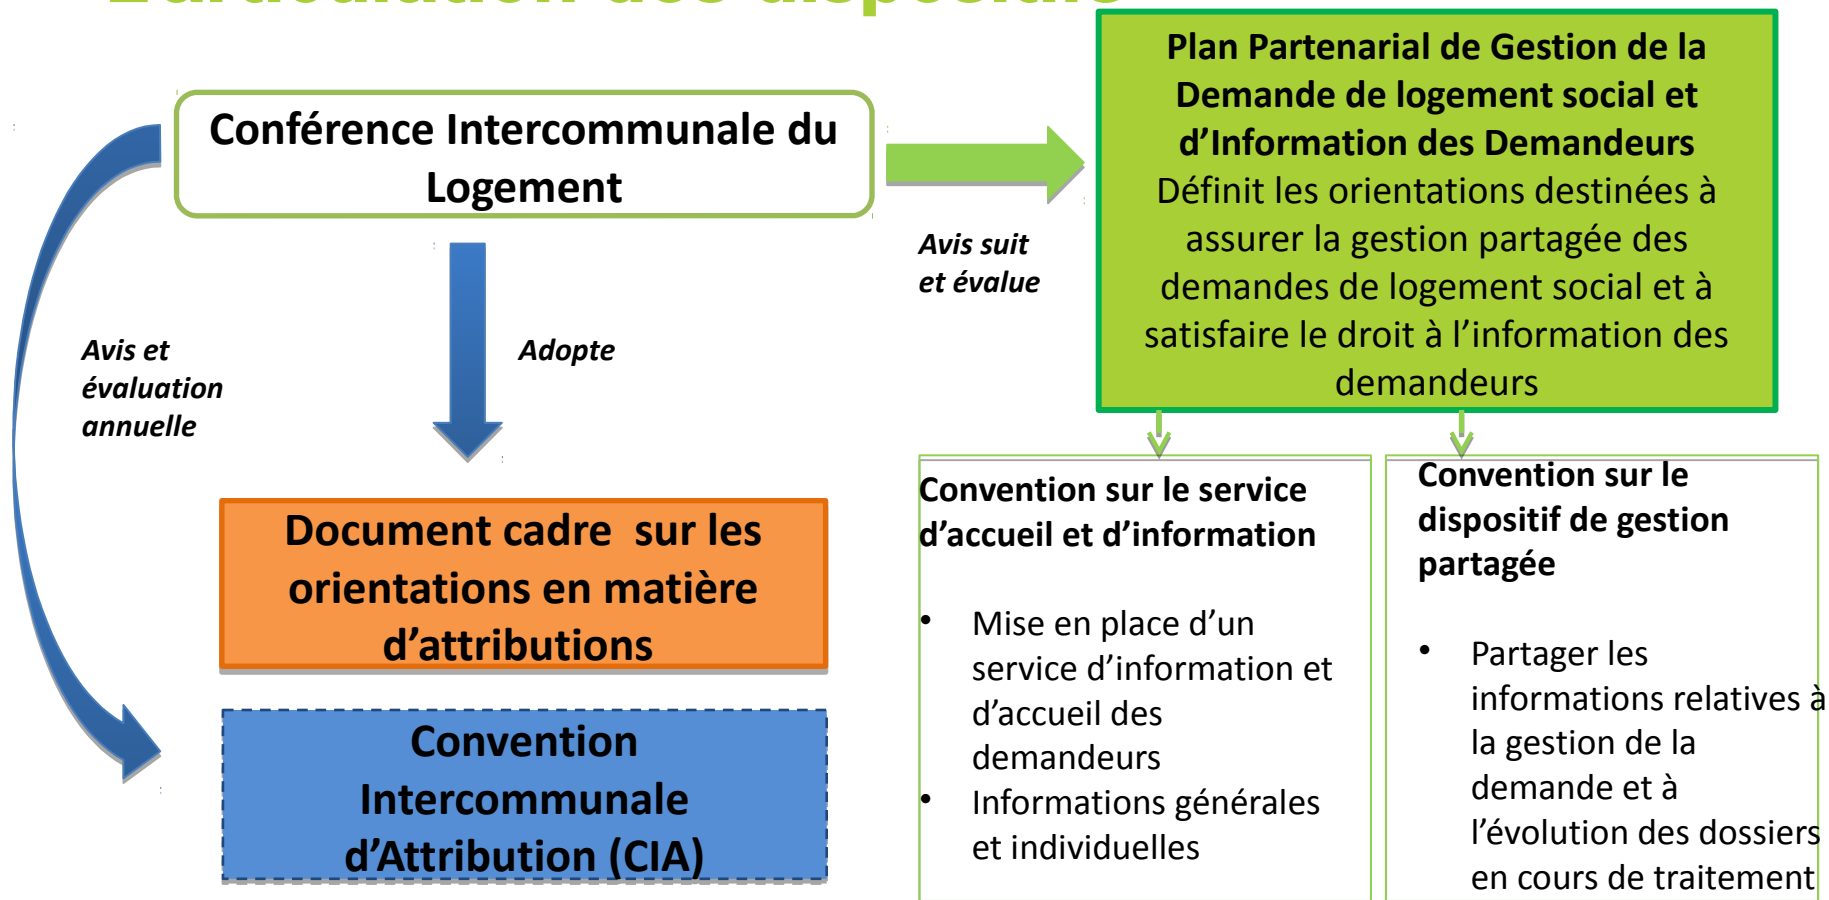 L'articulation des dispositifs
Conférence Intercommunale du
Logement
Avis suit
et évalue
Avis et
évaluation
annuelle
Adopte
Document cadre sur les
orientations en matière
d'attributions
Convention
Intercommunale
d'Attribution (CIA)
Plan Partenarial de Gestion de la
Demande de logement social et
d'Information des Demandeurs
Définit les orientations destinées à
assurer la gestion partagée des
demandes de logement social et à
satisfaire le droit à l'information des
demandeurs
Convention sur le service
d'accueil et d'information
• Mise en place d'un
service d'information et
d'accueil des
demandeurs
• Informations générales
et individuelles
Convention sur le
dispositif de gestion
partagée
• Partager les
informations relatives à
la gestion de la
demande et à
l'évolution des dossiers
en cours de traitement